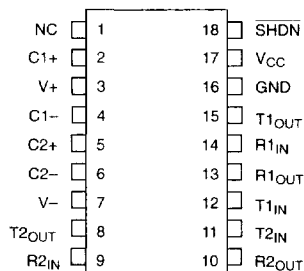 NC 1 18 SHDN
C1+ 2 17 VCC
V+ 3 16 GND
C1– 4 15 T1OUT
C2+ 5 14 R1IN
C2– 6 13 R1OUT
V– 7 12 T1IN
T2OUT 8 11 T2IN
R2IN 9 10 R2OUT